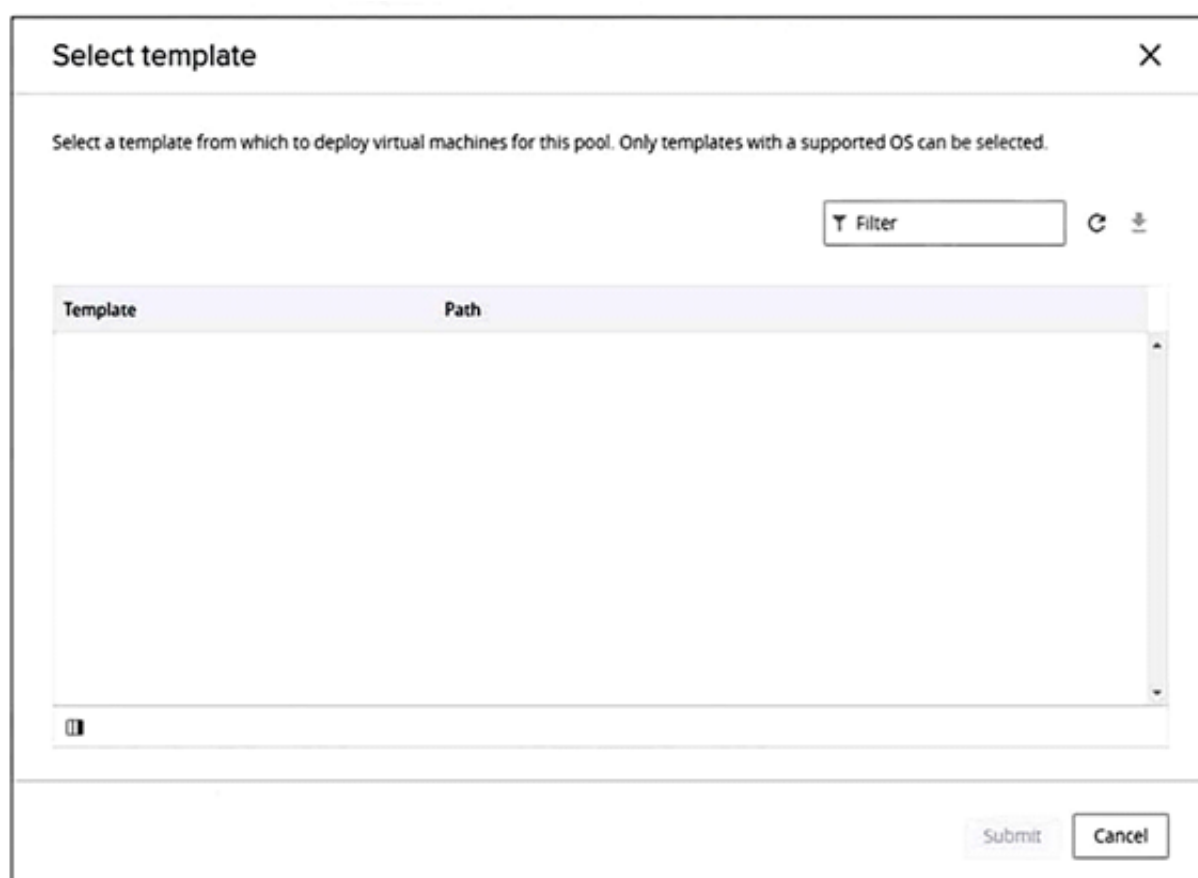 Select template
Select a template from which to deploy virtual machines for this pool. Only templates with a supported OS can be selected.
Filter
Template Path
Submit Cancel